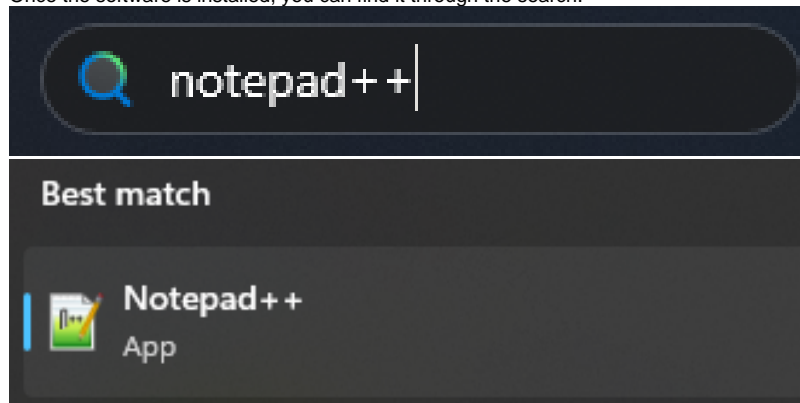 Once the software is installed, you can find it through the search.
notepad++
Best match
Notepad++
App